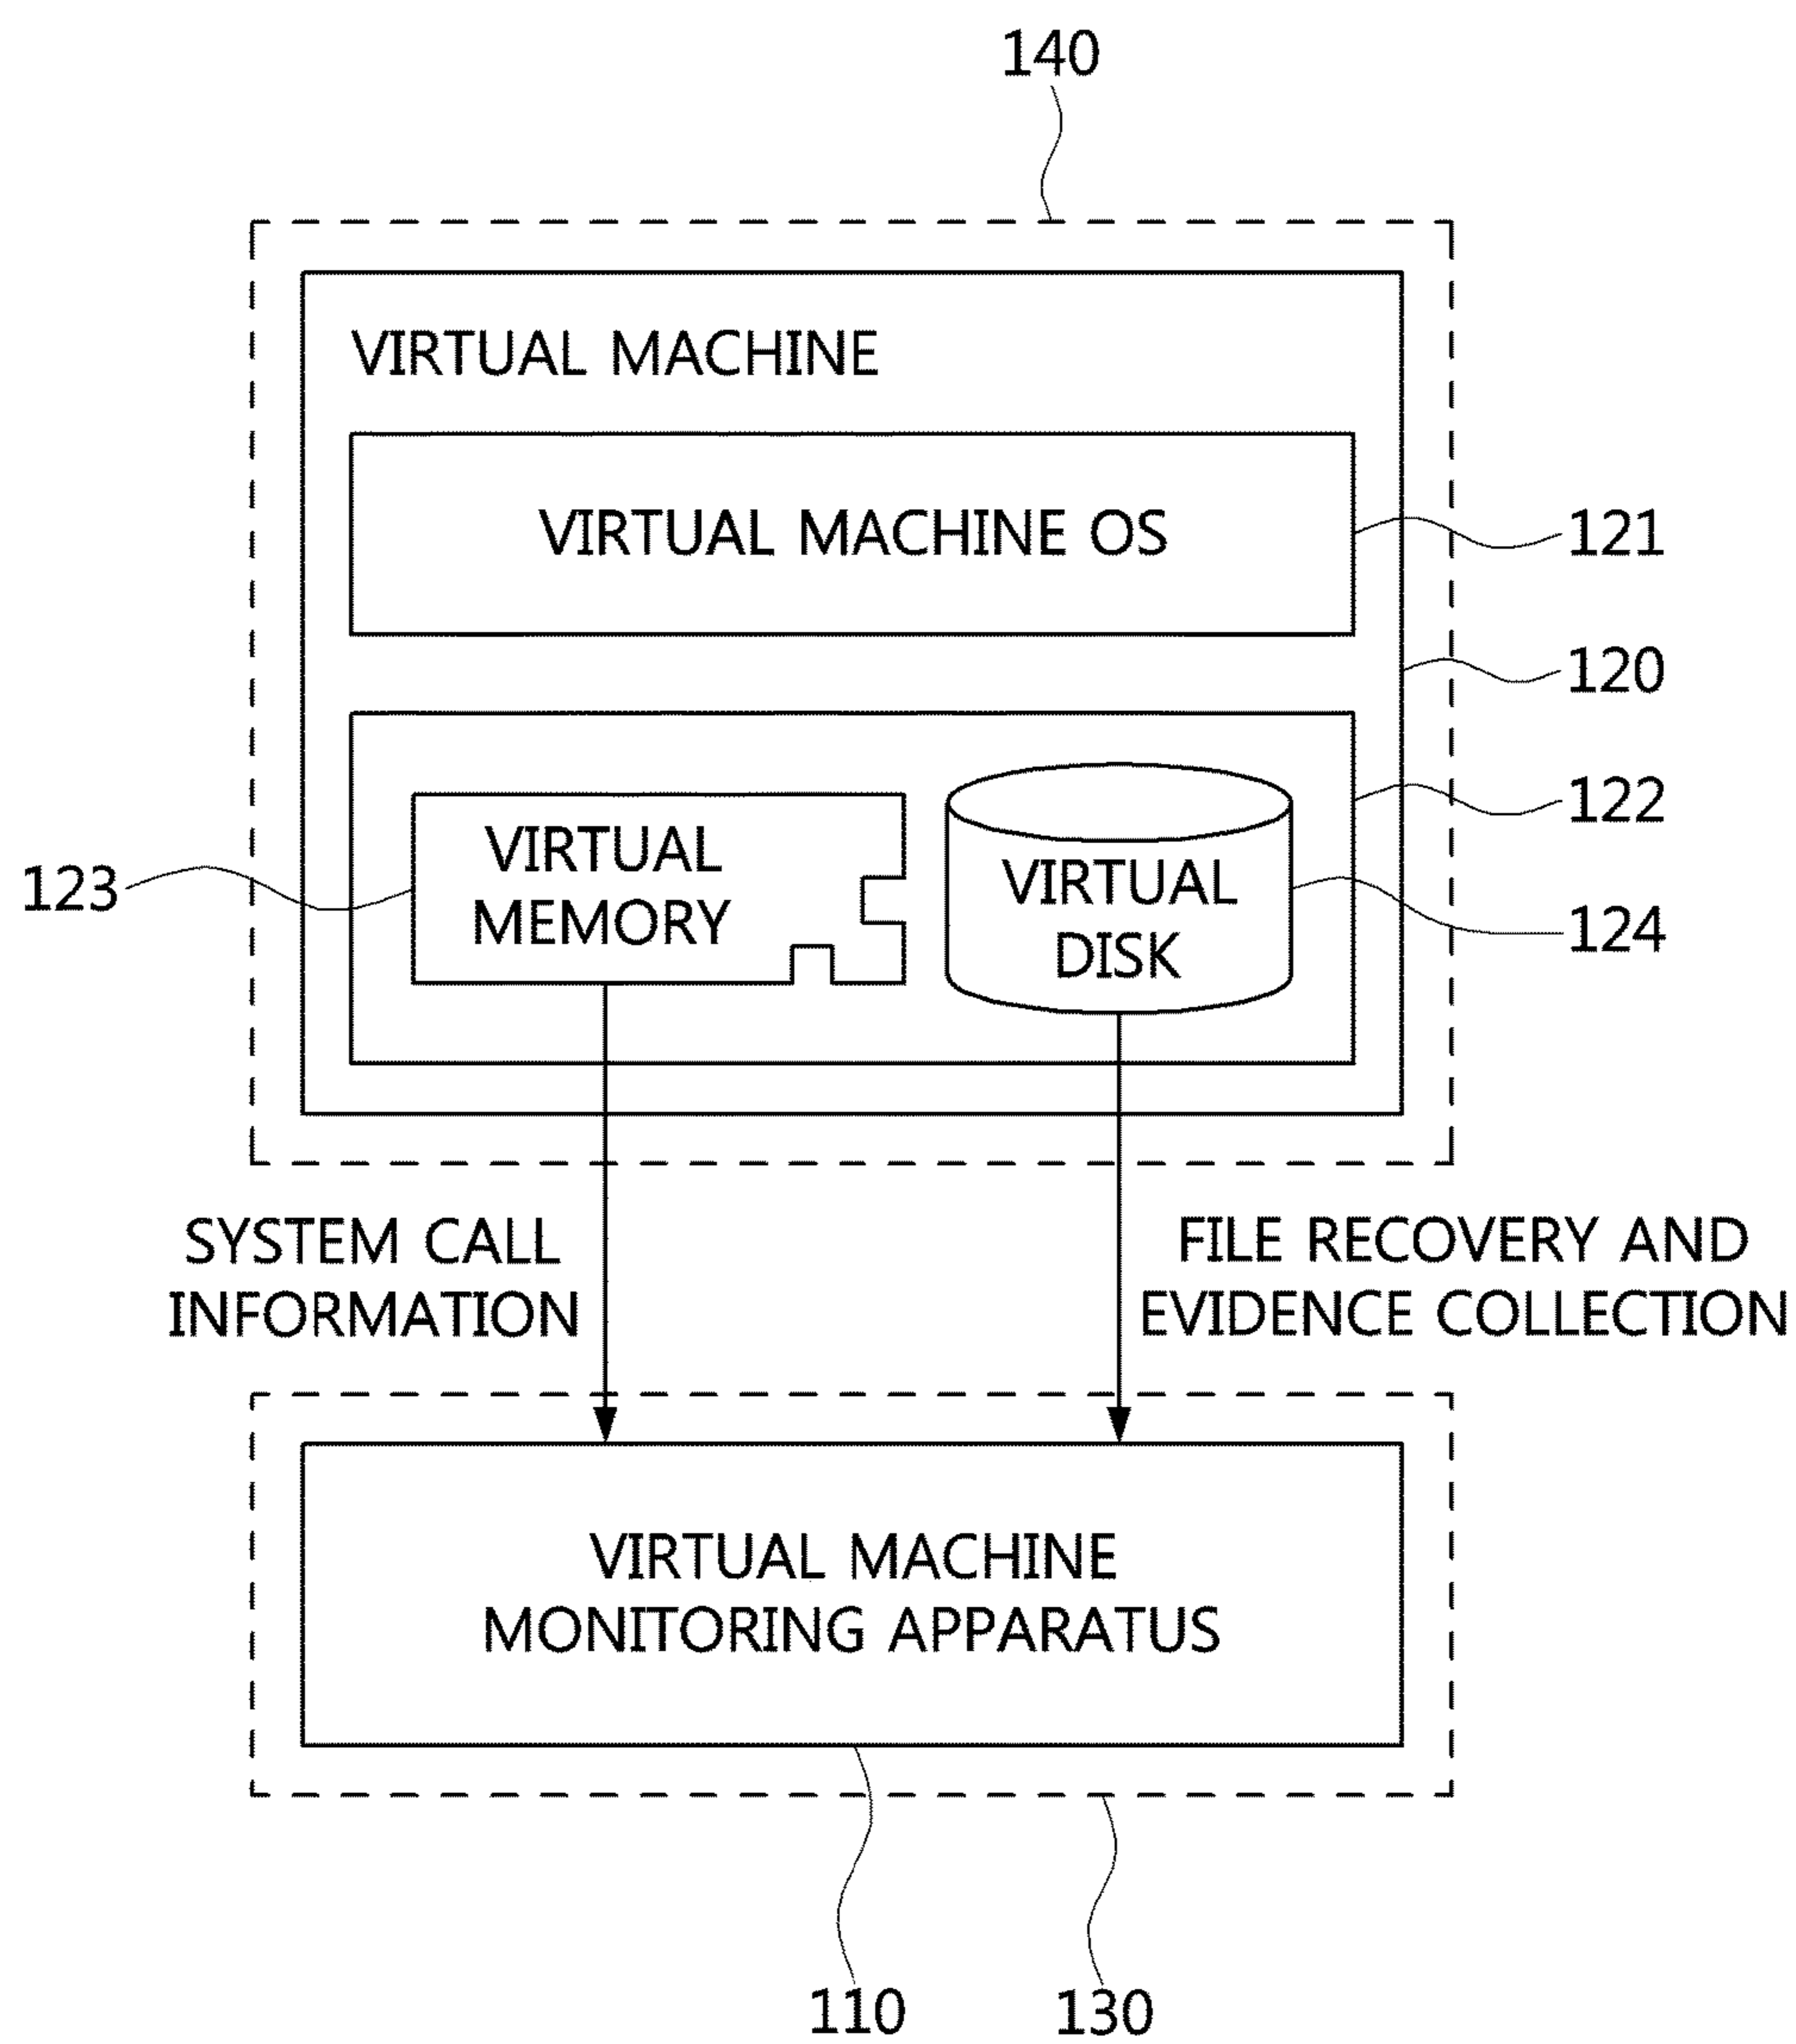 140
VIRTUAL MACHINE
VIRTUAL MACHINE OS
121
120
122
VIRTUAL
MEMORY
123
VIRTUAL
DISK
124
SYSTEM CALL
INFORMATION
FILE RECOVERY AND
EVIDENCE COLLECTION
VIRTUAL MACHINE
MONITORING APPARATUS
110
130